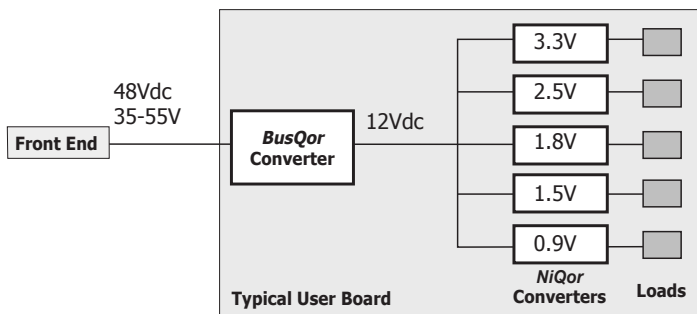 3.3V
48Vdc
35-55V
2.5V
Front End
BusQor
Converter
12Vdc
1.8V
1.5V
0.9V
NiQor
Converters
Loads
Typical User Board